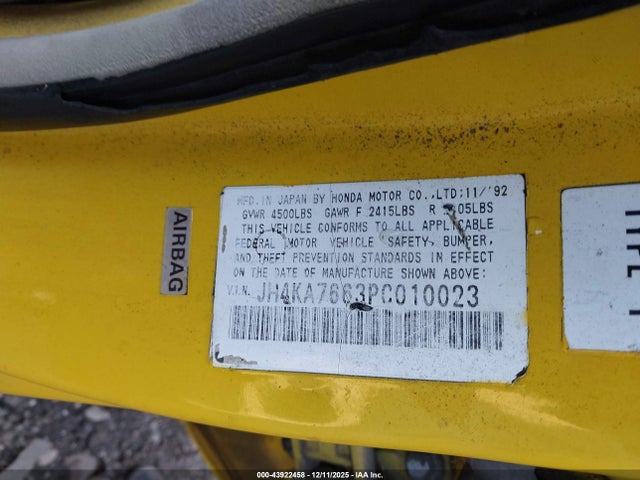 MFD. IN JAPAN BY HONDA MOTOR CO.,LTD;11/'92
GVWR 4500LBS GAWR F 2415LBS R
THIS VEHICLE CONFORMS TO ALL APPLICABLE
FEDERAL MOTOR VEHICLE SAFETY, BUMPER,
AND THEFT PREVENTION STANDARDS IN EFFECT
ON THE DATE OF MANUFACTURE SHOWN ABOVE:
V.I.N. JH4KA7663PC010023
AIRBAG
TYPE
000-43922458 - 12/11/2025 - IAA Inc.